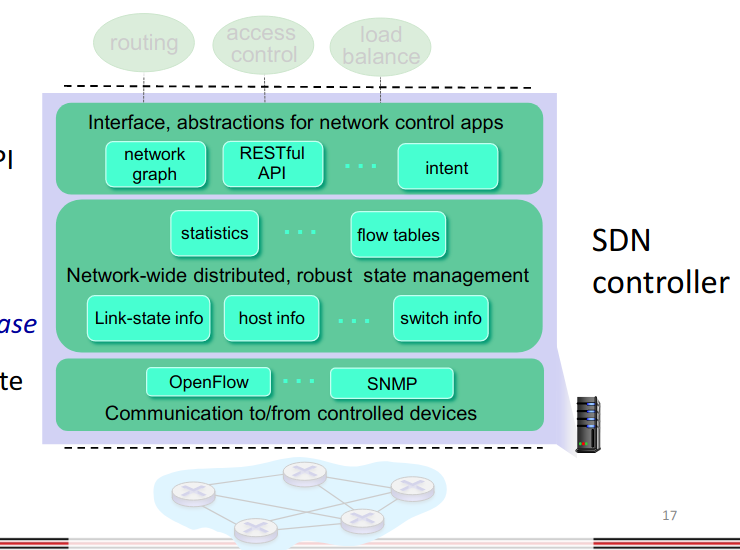 routing
access
control
load
balance
Interface, abstractions for network control apps
network
graph
RESTful
API
. . .
intent
PI
statistics
. . .
flow tables
Network-wide distributed, robust state management
Link-state info
host info
. . .
switch info
SDN
controller
ase
te
OpenFlow
. . .
SNMP
Communication to/from controlled devices
17